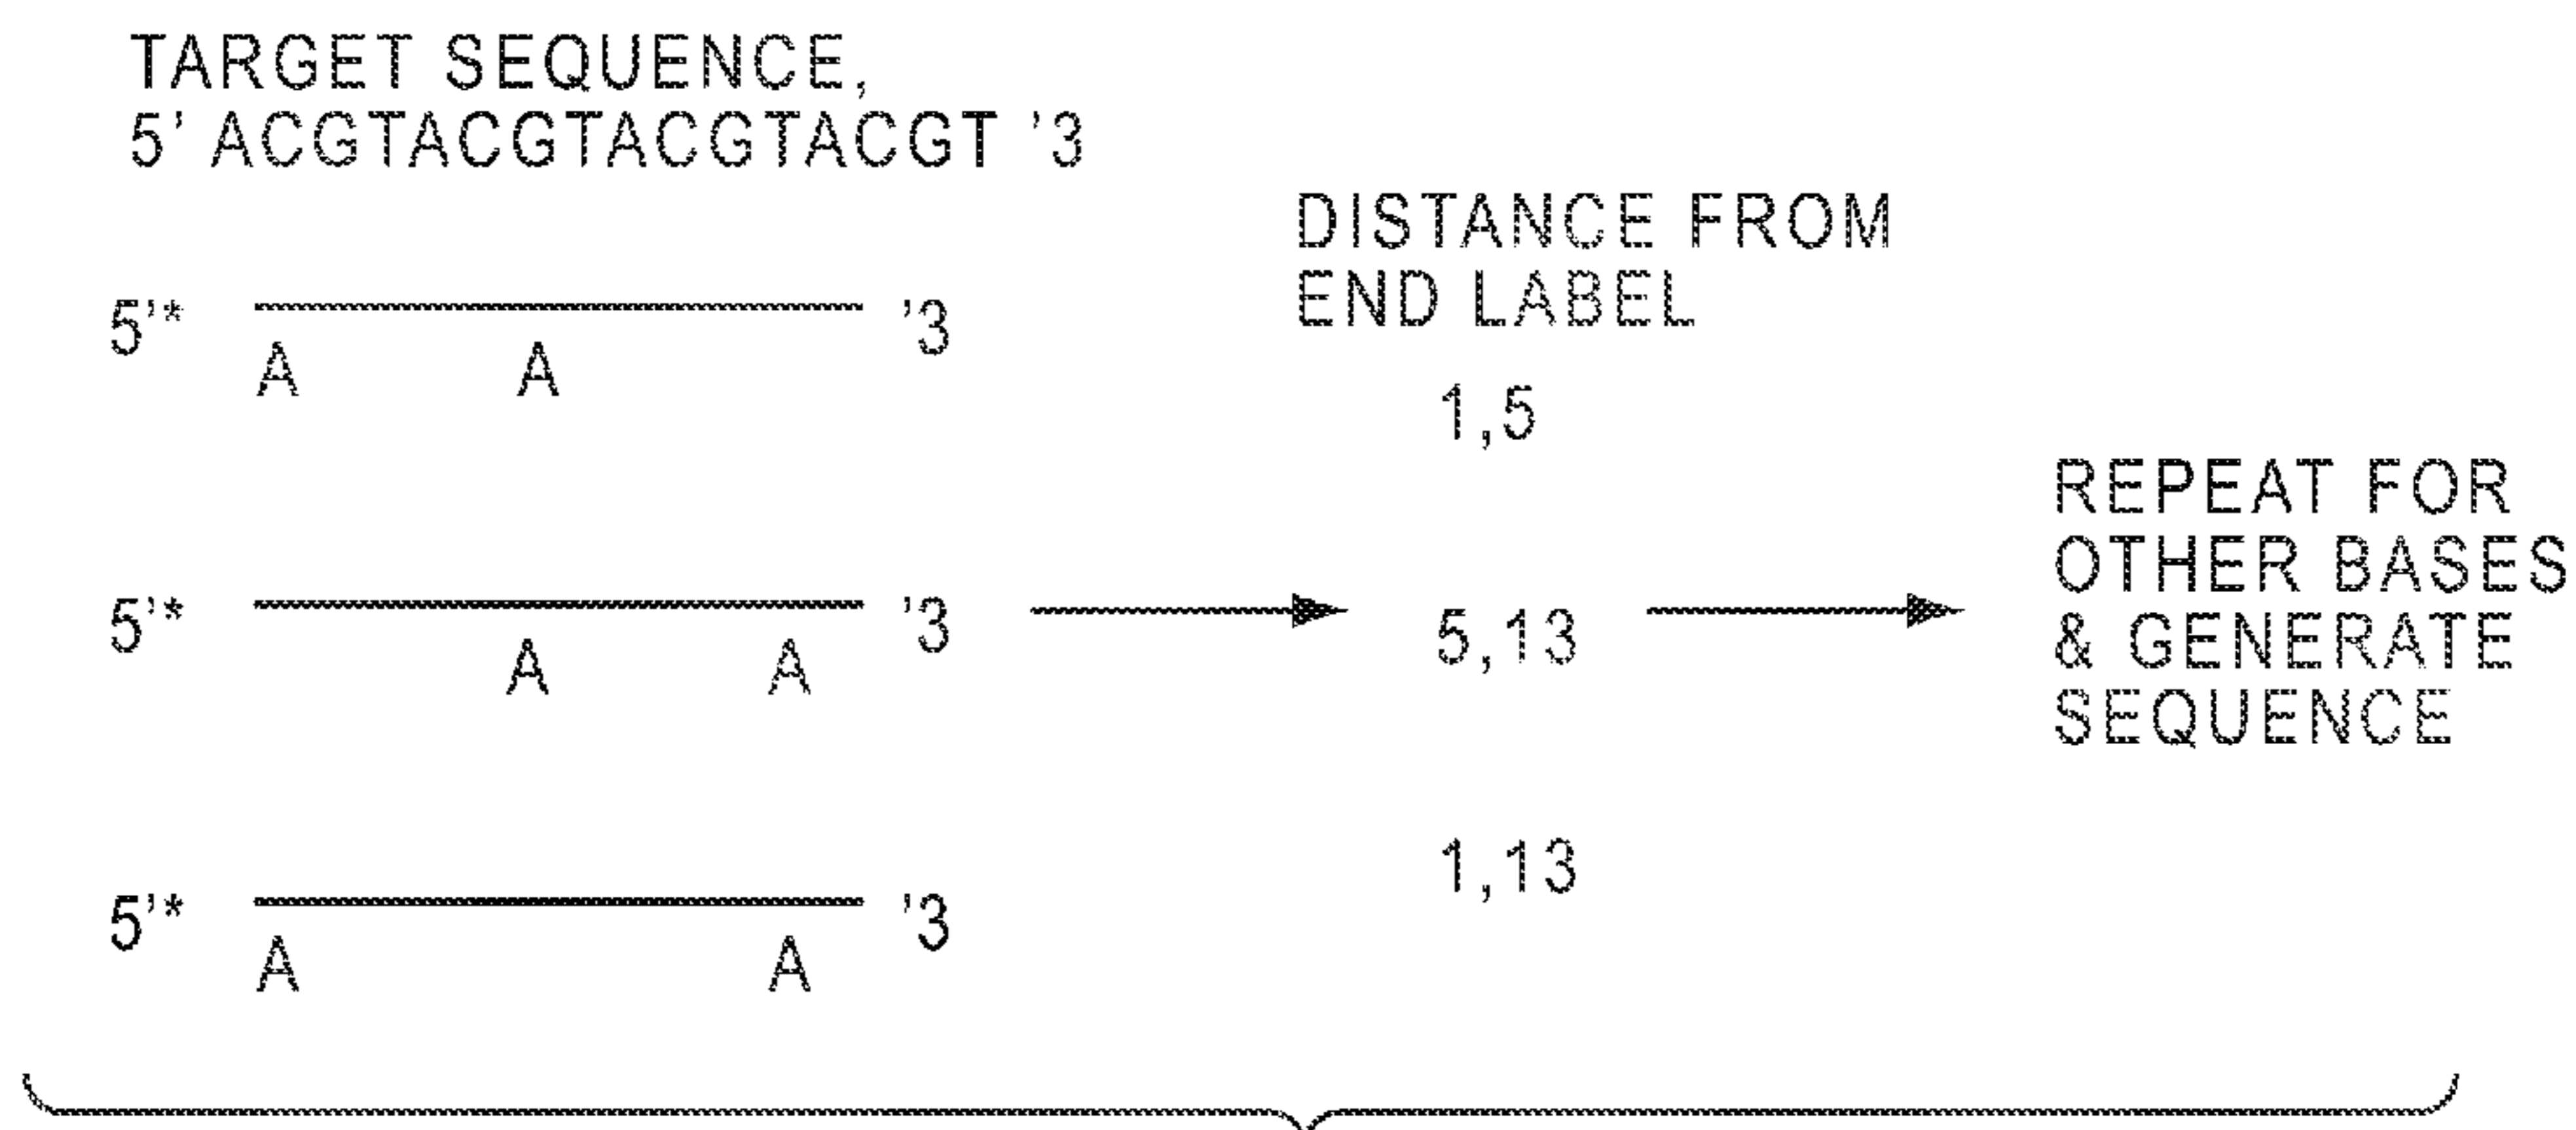 TARGET SEQUENCE,
5' ACGTACGTACGTACGT '3
DISTANCE FROM
END LABEL
5'* '3
A A
1,5
5'* '3
A A
5,13
REPEAT FOR
OTHER BASES
& GENERATE
SEQUENCE
5'* '3
A A
1,13